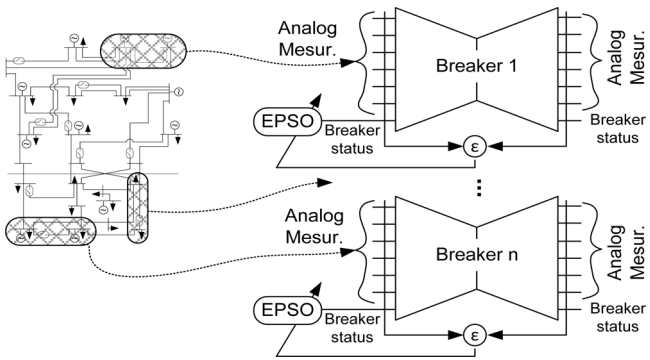 Analog
Mesur.
Breaker 1
Analog
Mesur.
EPSO
Breaker
status
Breaker
status
ε
...
Analog
Mesur.
Breaker n
Analog
Mesur.
EPSO
Breaker
status
Breaker
status
ε